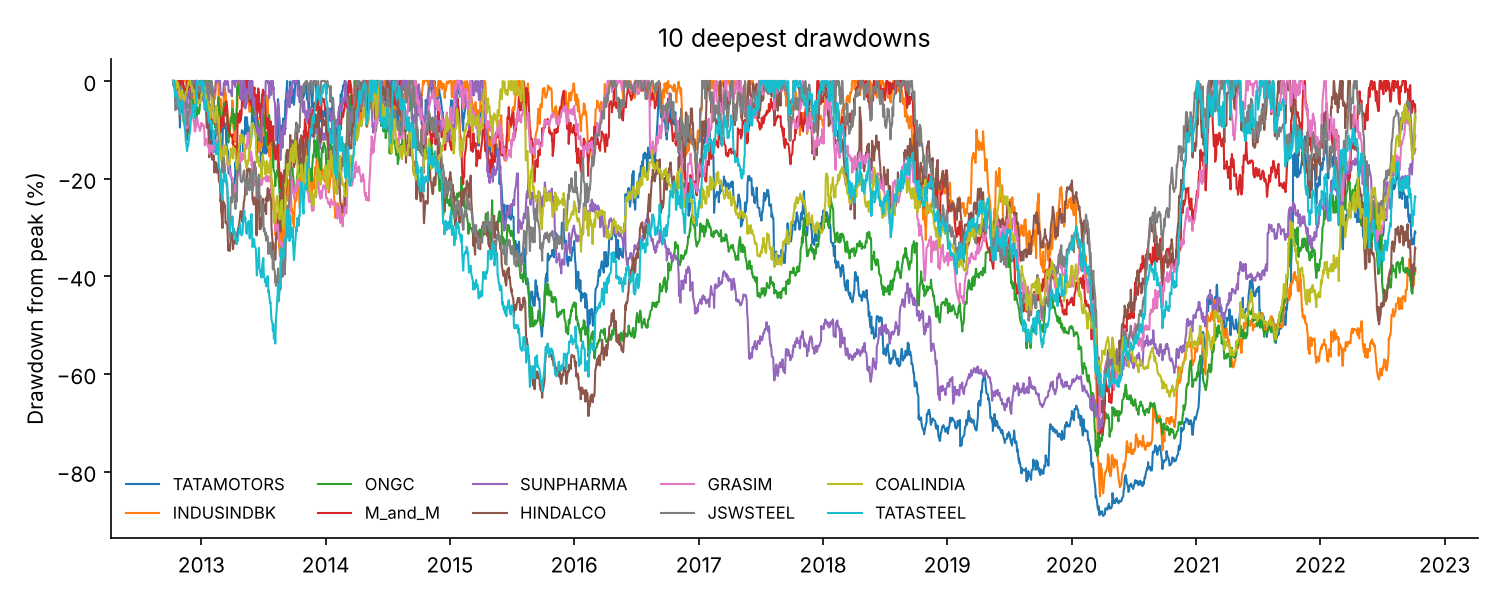 10 deepest drawdowns
Drawdown from peak (%)
0
−20
−40
−60
−80
TATAMOTORS ONGC SUNPHARMA GRASIM COALINDIA
INDUSINDBK M_and_M HINDALCO JSWSTEEL TATASTEEL
2013 2014 2015 2016 2017 2018 2019 2020 2021 2022 2023